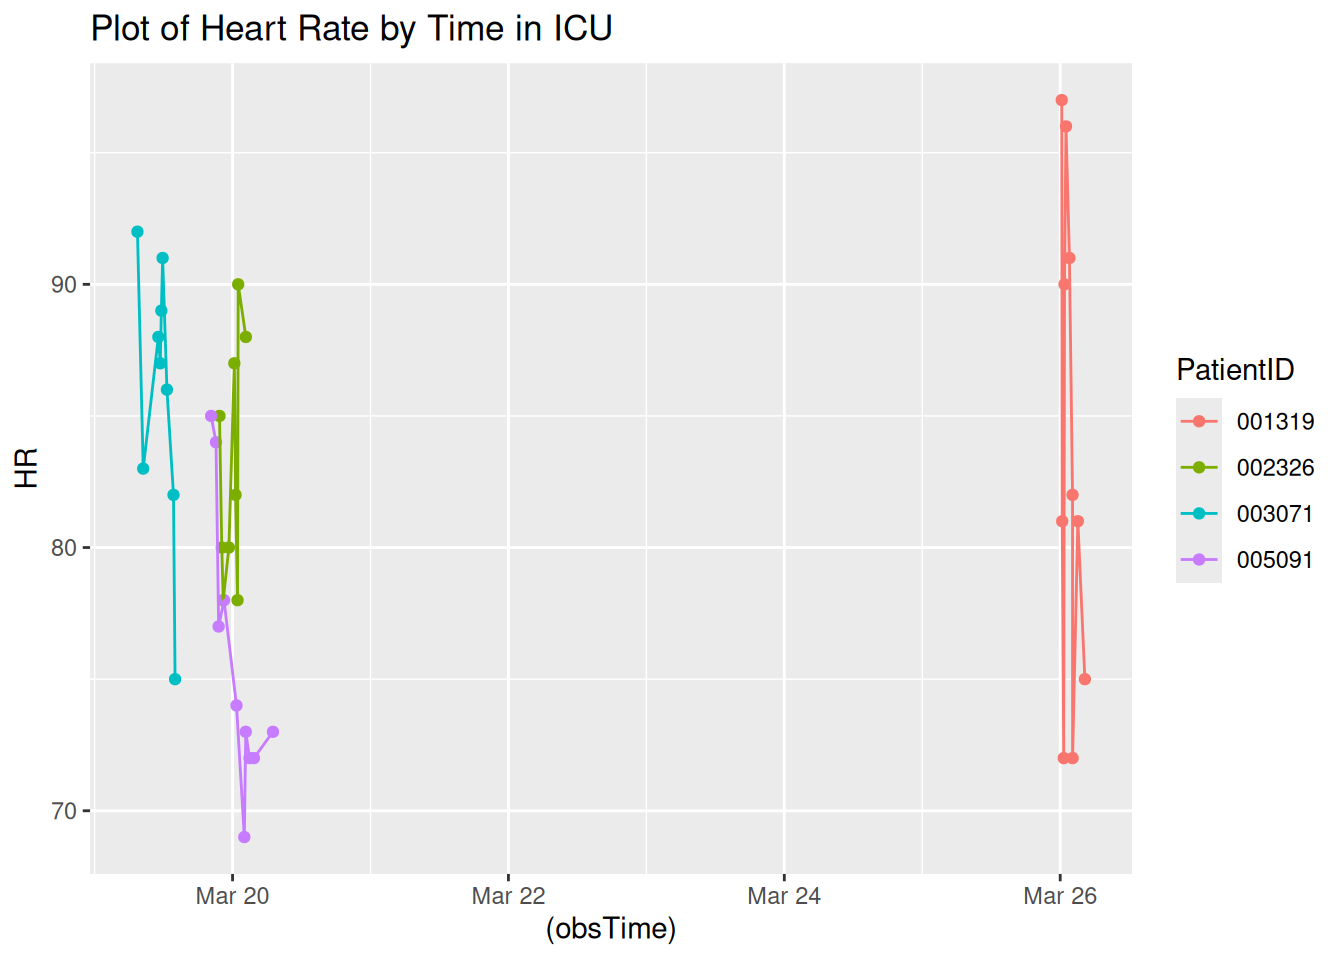 Plot of Heart Rate by Time in ICU
90
80
70
HR
Mar 20
Mar 22
Mar 24
Mar 26
(obsTime)
PatientID
001319
002326
003071
005091